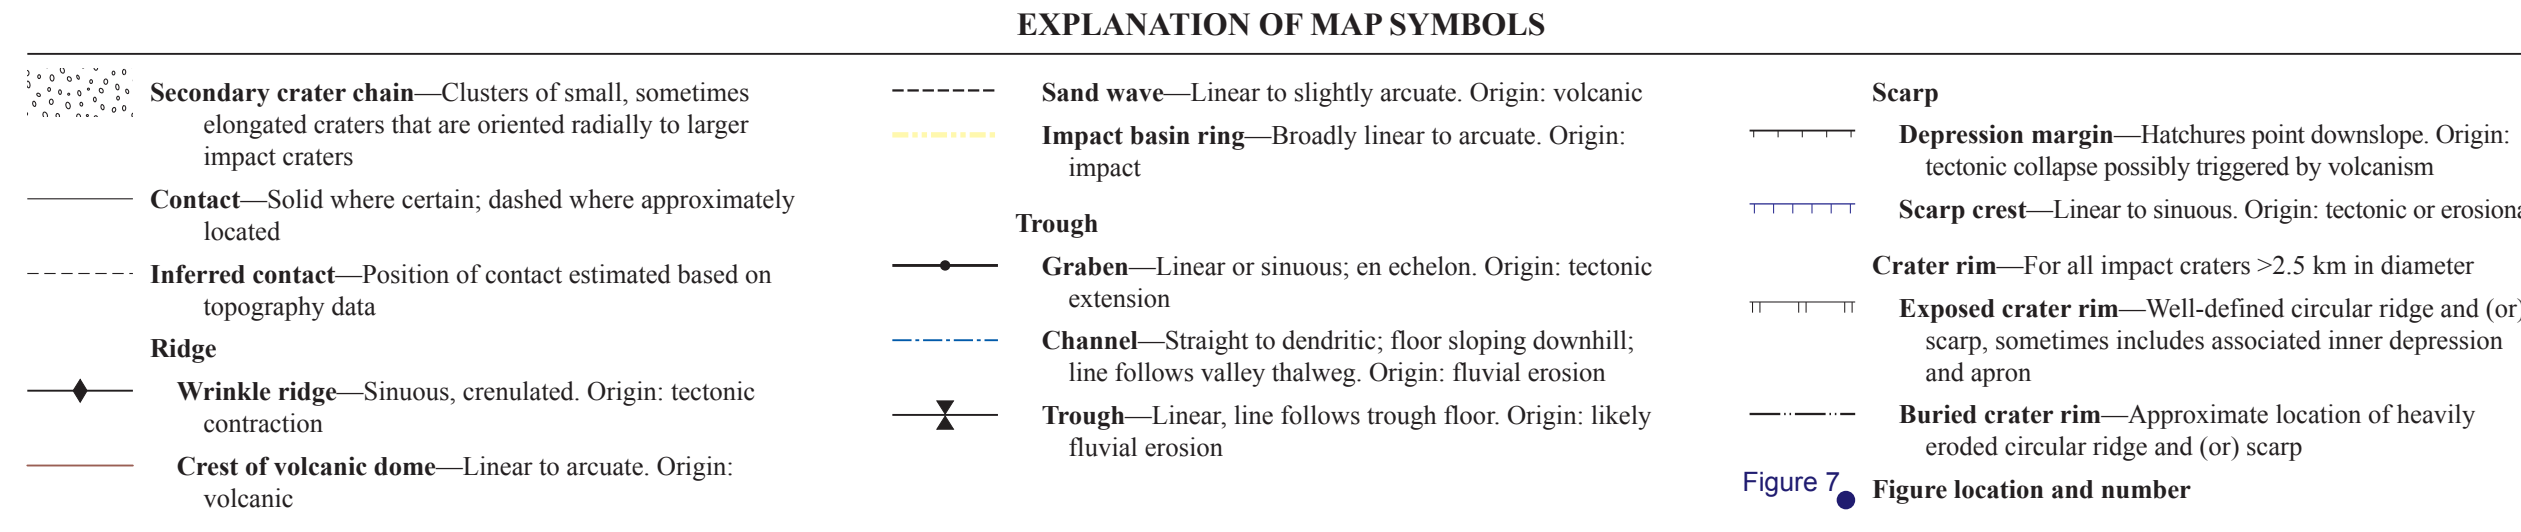 EXPLANATION OF MAP SYMBOLS
Secondary crater chain—Clusters of small, sometimes
elongated craters that are oriented radially to larger
impact craters
Contact—Solid where certain; dashed where approximately
located
Inferred contact—Position of contact estimated based on
topography data
Ridge
Wrinkle ridge—Sinuous, crenulated. Origin: tectonic
contraction
Crest of volcanic dome—Linear to arcuate. Origin:
volcanic
Sand wave—Linear to slightly arcuate. Origin: volcanic
Impact basin ring—Broadly linear to arcuate. Origin:
impact
Trough
Graben—Linear or sinuous; en echelon. Origin: tectonic
extension
Channel—Straight to dendritic; floor sloping downhill;
line follows valley thalweg. Origin: fluvial erosion
Trough—Linear, line follows trough floor. Origin: likely
fluvial erosion
Scarp
Depression margin—Hatchures point downslope. Origin:
tectonic collapse possibly triggered by volcanism
Scarp crest—Linear to sinuous. Origin: tectonic or erosiona
Crater rim—For all impact craters >2.5 km in diameter
Exposed crater rim—Well-defined circular ridge and (or)
scarp, sometimes includes associated inner depression
and apron
Buried crater rim—Approximate location of heavily
eroded circular ridge and (or) scarp
Figure 7 Figure location and number